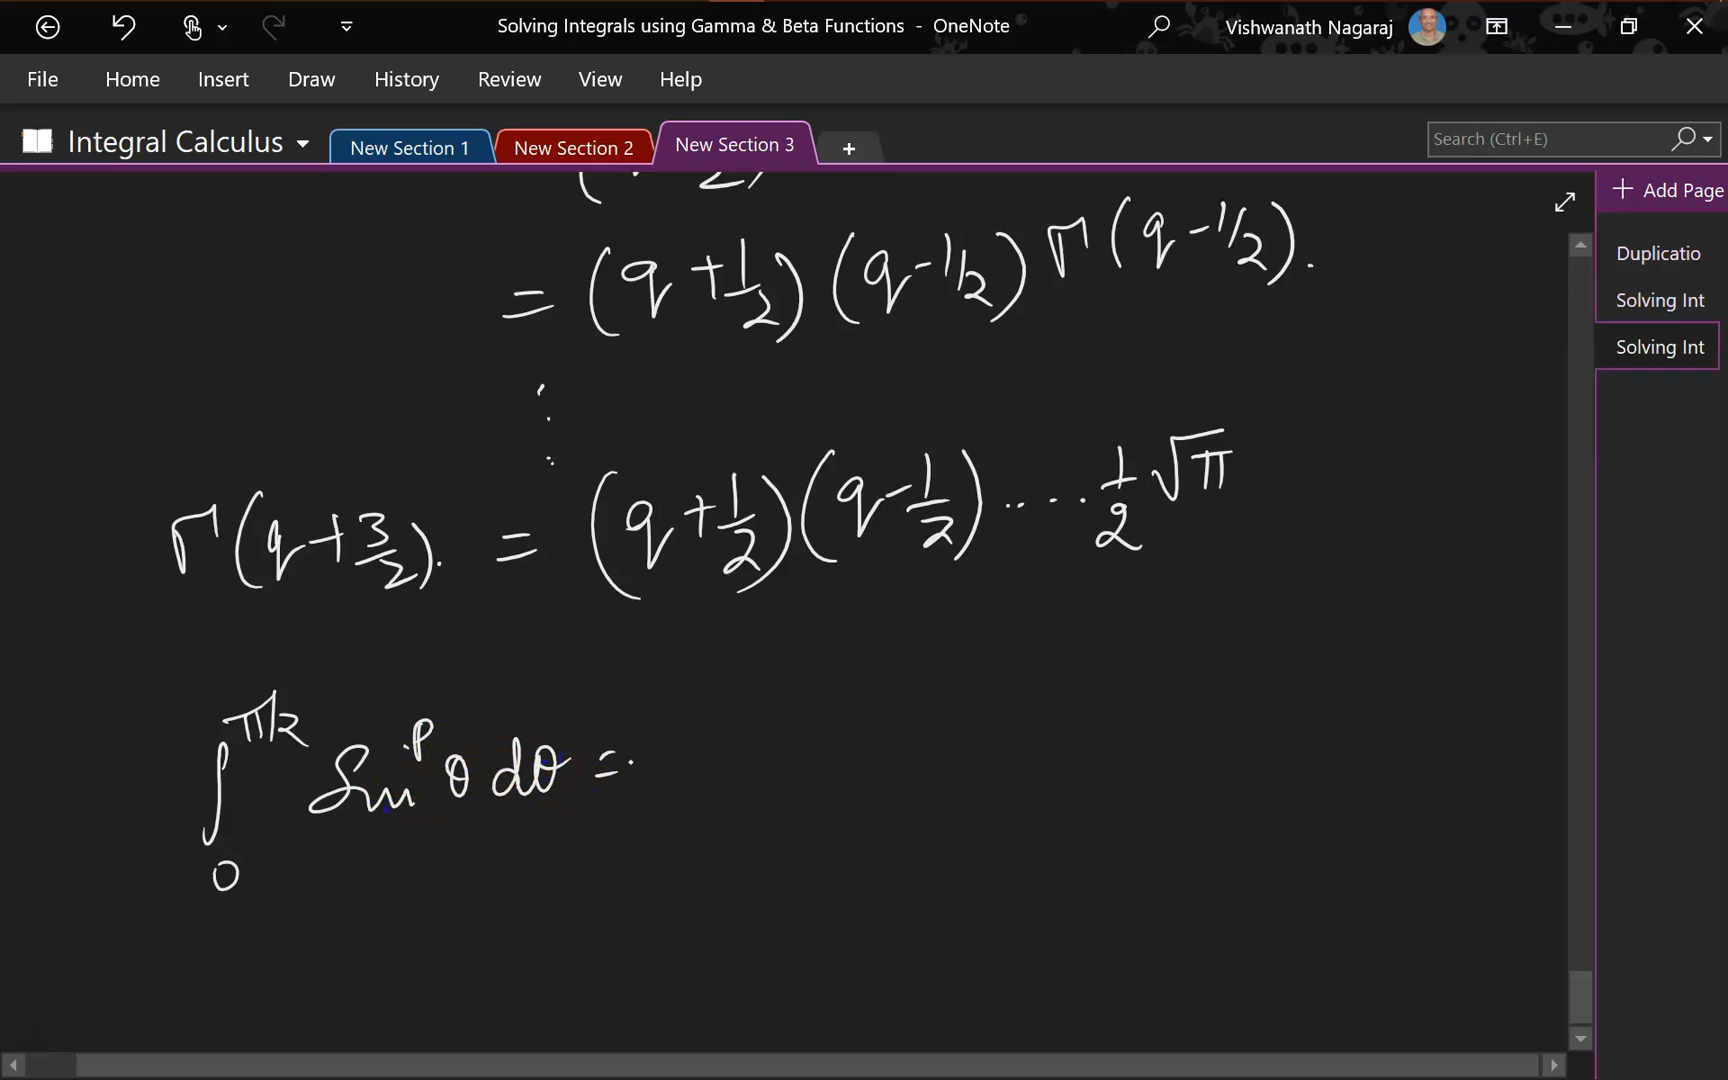 Solving Integrals using Gamma & Beta Functions - OneNote
Vishwanath Nagaraj
File Home Insert Draw History Review View Help
Integral Calculus New Section 1 New Section 2 New Section 3 +
Search (Ctrl+E)
+ Add Page
Duplicatio
Solving Int
Solving Int
= (q + 1/2) (q - 1/2) Γ(q - 1/2).
⋮
Γ(q + 3/2). = (q + 1/2)(q - 1/2) ..... 1/2 √π
∫₀^π/2 Sin^p θ dθ =